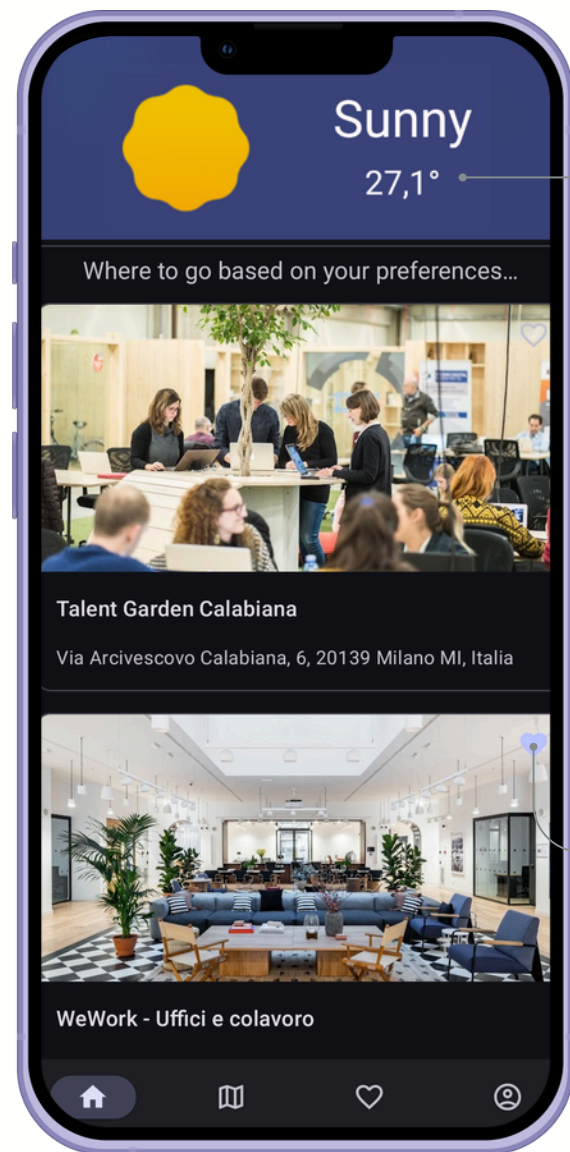 Sunny
27,1°
Where to go based on your preferences...
Talent Garden Calabiana
Via Arcivescovo Calabiana, 6, 20139 Milano MI, Italia
WeWork - Uffici e colavoro